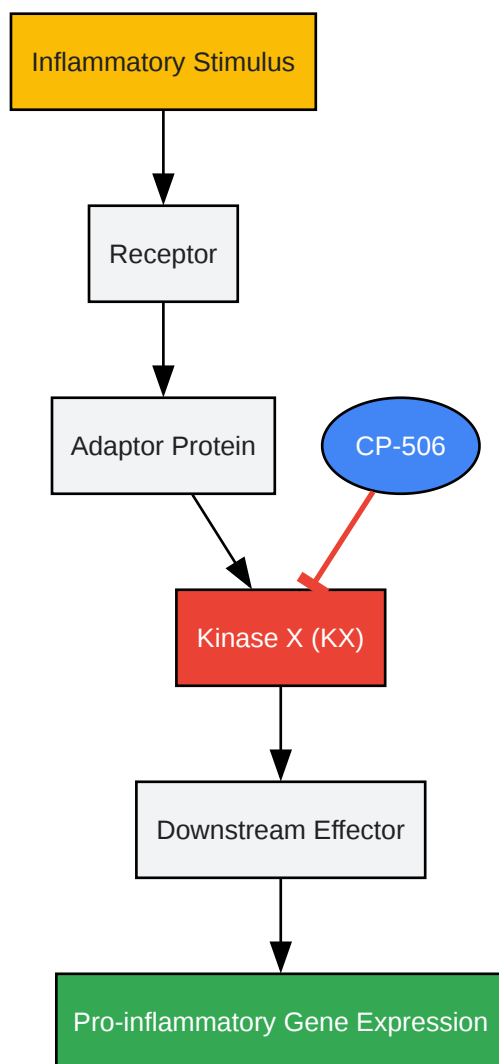 Inflammatory Stimulus
Receptor
Adaptor Protein
CP-506
Kinase X (KX)
Downstream Effector
Pro-inflammatory Gene Expression